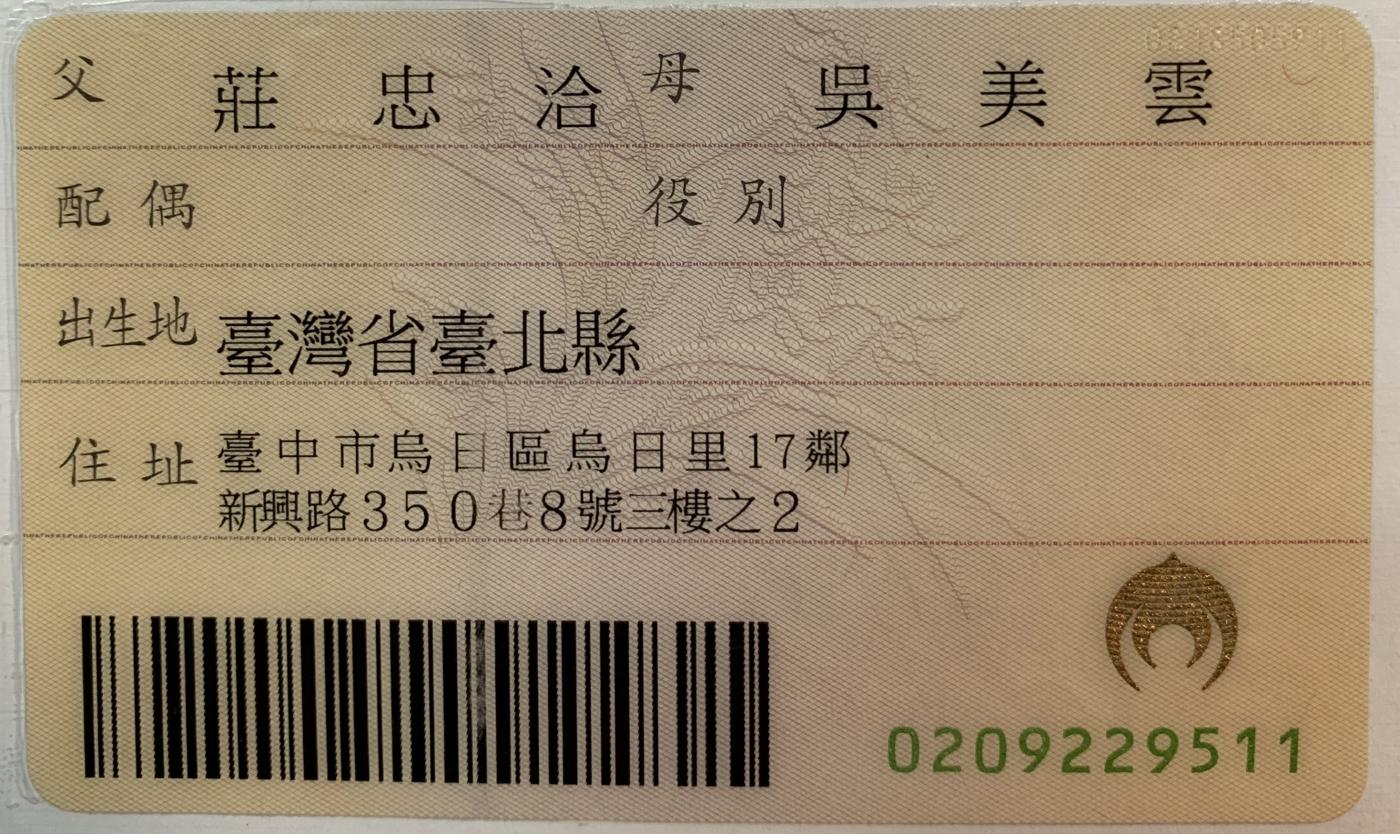 父 莊忠洽 母 吳美雲
配偶 役別
出生地 臺灣省臺北縣
住址 臺中市烏日區烏日里17鄰
新興路350巷8號三樓之2
0209229511